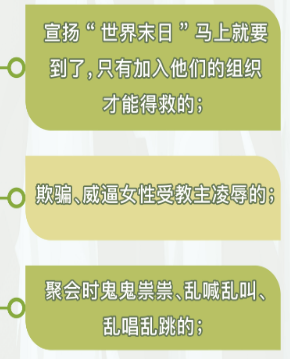 宣扬“世界末日”马上就要
到了，只有加入他们的组织
才能得救的；
欺骗、威逼女性受教主凌辱的；
聚会时鬼鬼祟祟、乱喊乱叫、
乱唱乱跳的；